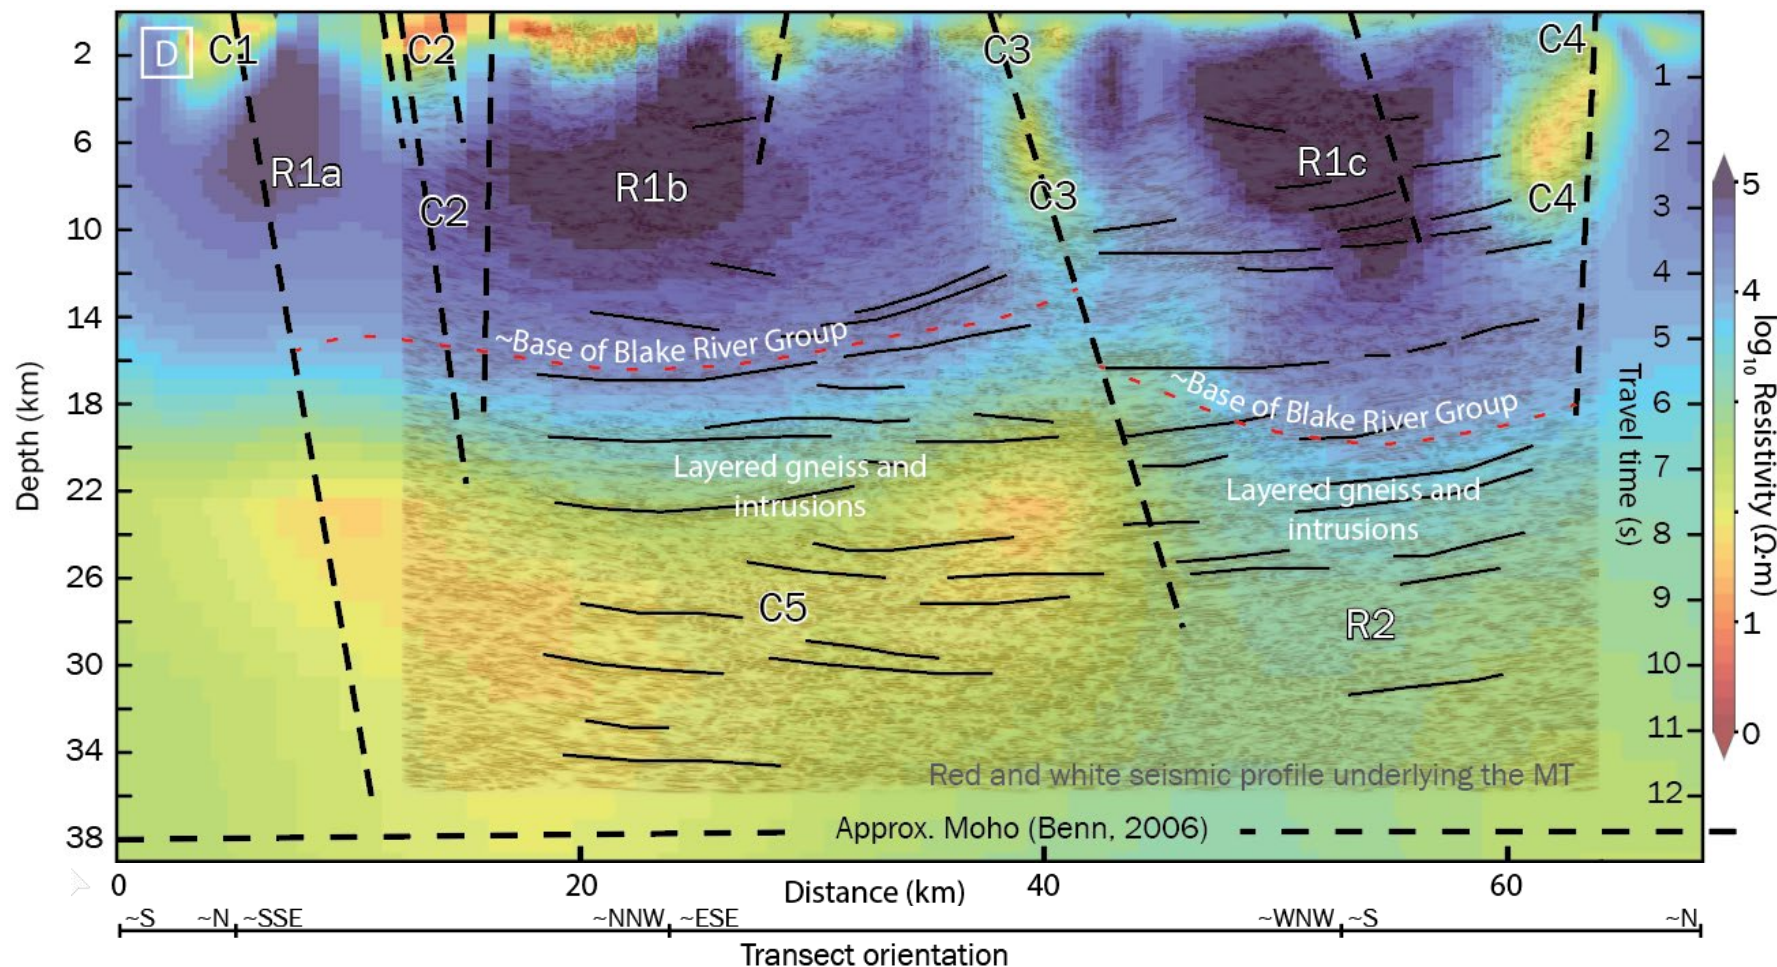 D
C1
C2
C3
C4
2
6
10
14
18
22
26
30
34
38
Depth (km)
R1a
R1b
R1c
C2
C3
C4
~Base of Blake River Group
~Base of Blake River Group
Layered gneiss and
intrusions
Layered gneiss and
intrusions
C5
R2
Red and white seismic profile underlying the MT
Approx. Moho (Benn, 2006)
1
2
3
4
5
6
7
8
9
10
11
12
Travel time (s)
5
4
1
0
log10 Resistivity (Ω·m)
0
20
40
60
Distance (km)
~S
~N
~SSE
~NNW
~ESE
~WNW
~S
~N
Transect orientation